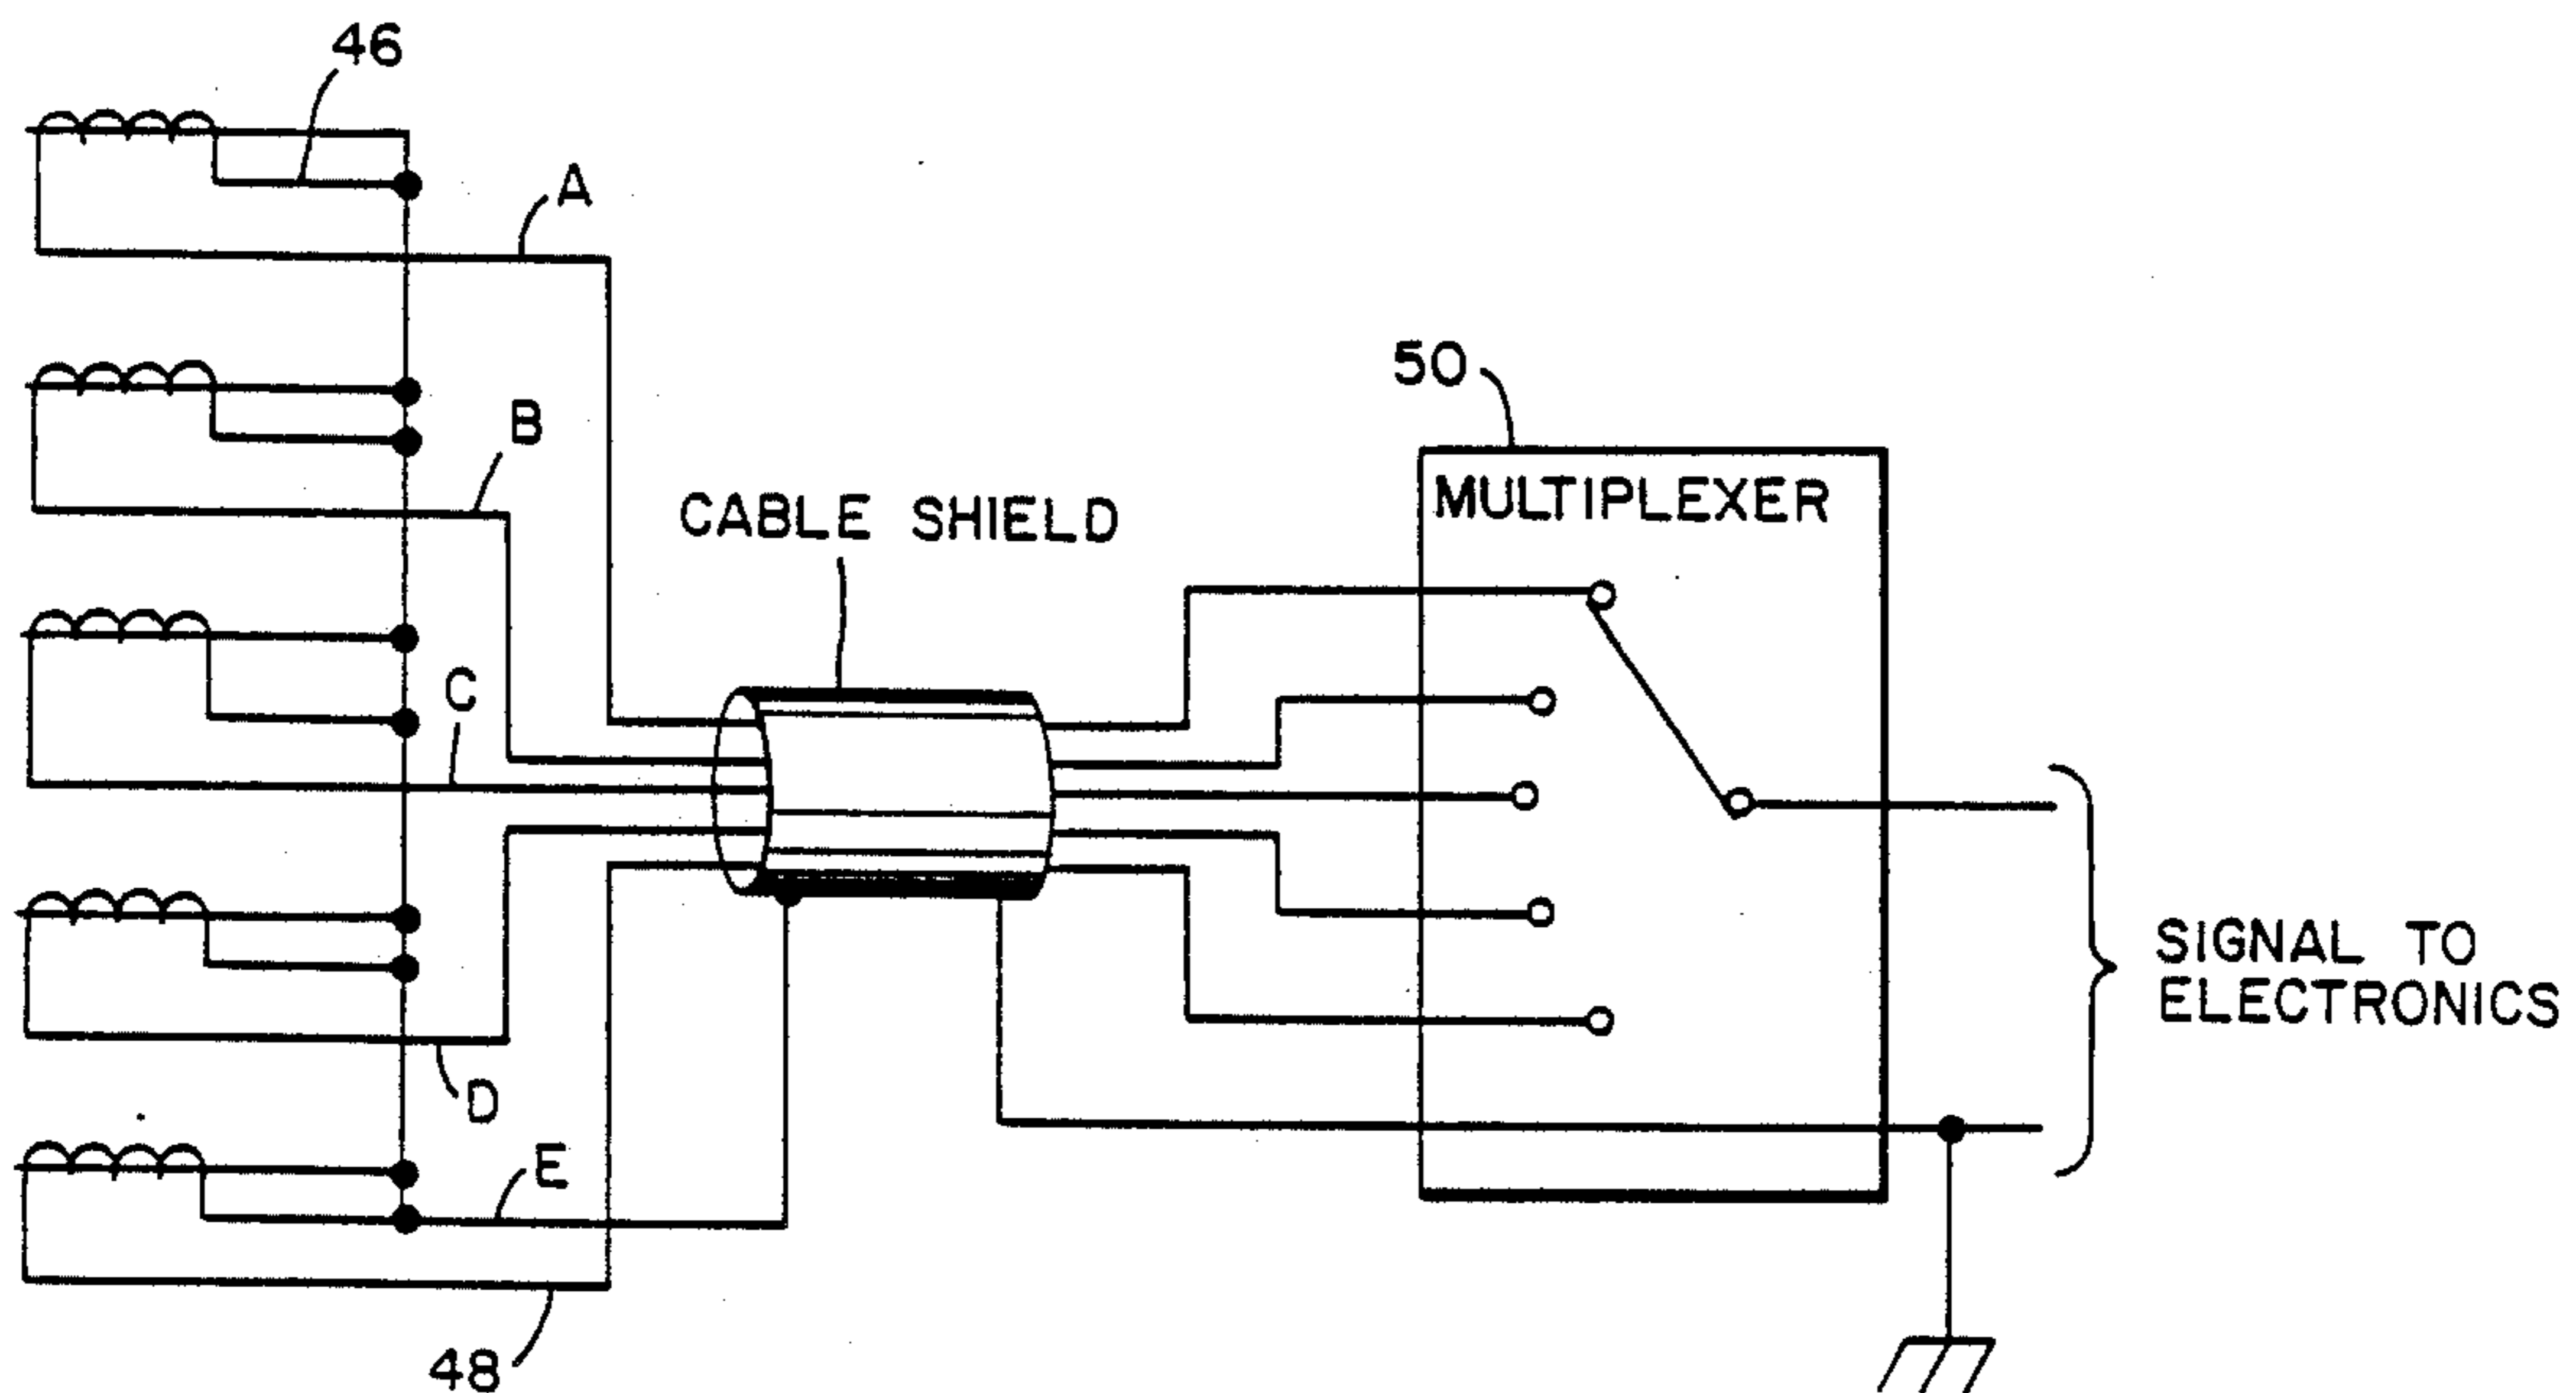 46
A
B
50
CABLE SHIELD
MULTIPLEXER
C
SIGNAL TO
ELECTRONICS
D
E
48